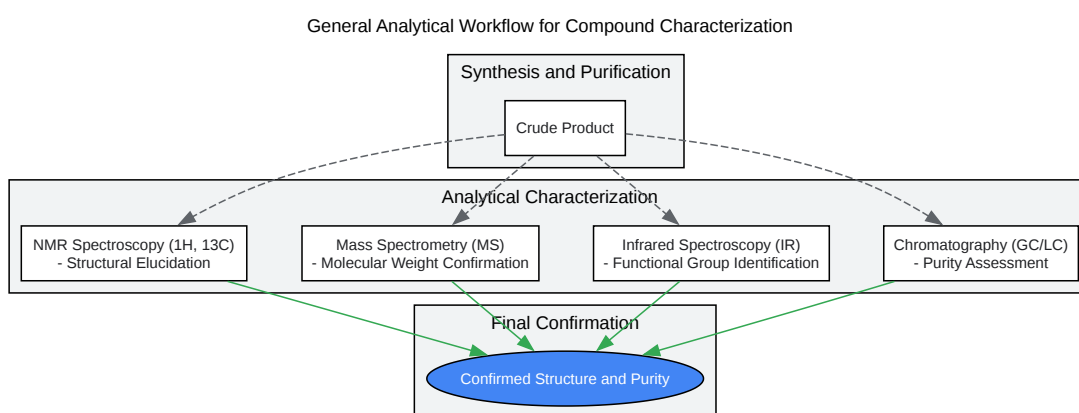 General Analytical Workflow for Compound Characterization
Synthesis and Purification
Crude Product
Analytical Characterization
NMR Spectroscopy (1H, 13C)
- Structural Elucidation
Mass Spectrometry (MS)
- Molecular Weight Confirmation
Infrared Spectroscopy (IR)
- Functional Group Identification
Chromatography (GC/LC)
- Purity Assessment
Final Confirmation
Confirmed Structure and Purity